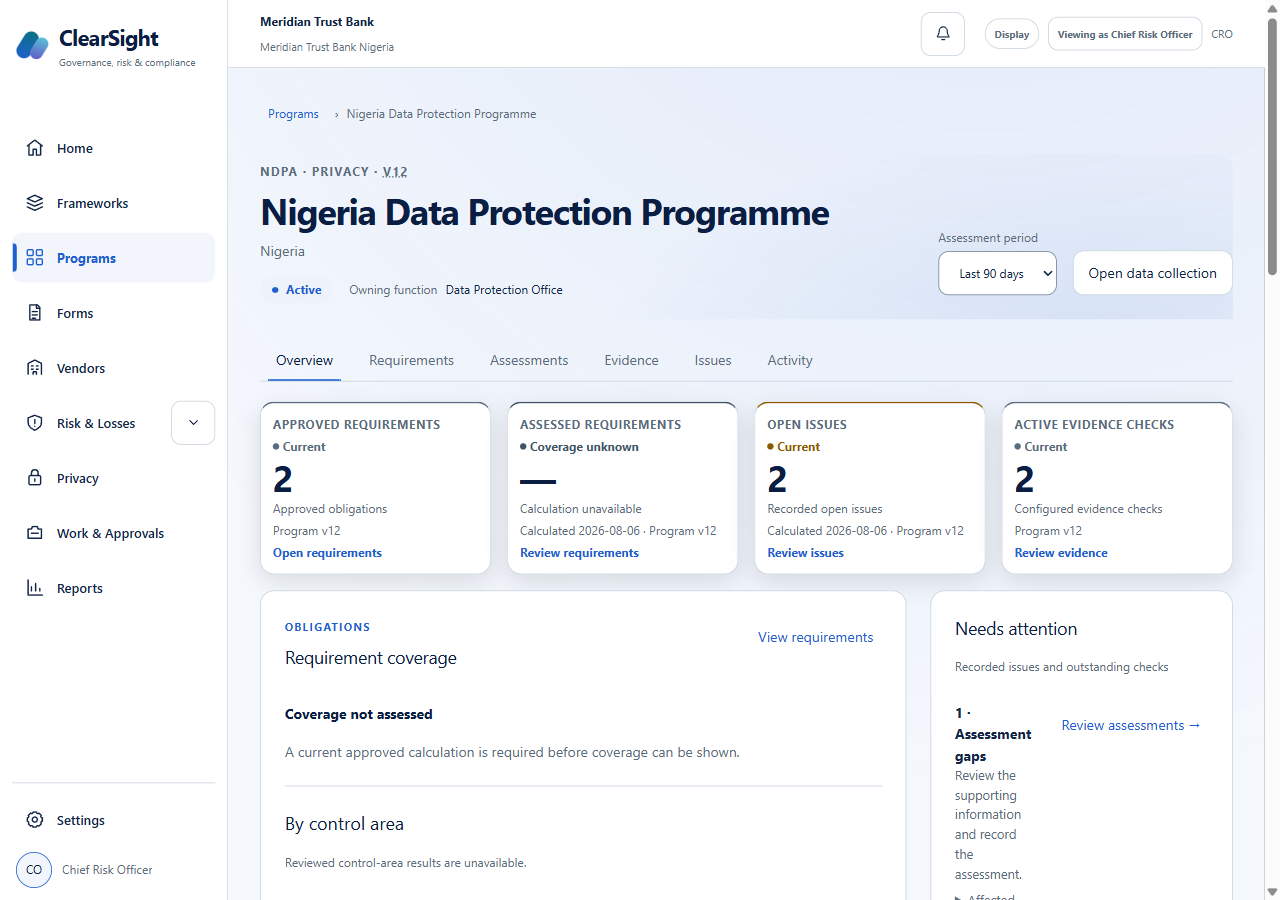 ClearSight
Governance, risk & compliance
Home
Frameworks
Programs
Forms
Vendors
Risk & Losses
Privacy
Work & Approvals
Reports
Settings
CO
Chief Risk Officer
Meridian Trust Bank
Meridian Trust Bank Nigeria
Display
Viewing as Chief Risk Officer
CRO
Programs › Nigeria Data Protection Programme
NDPA · PRIVACY · V12
Nigeria Data Protection Programme
Nigeria
Active
Owning function Data Protection Office
Assessment period
Last 90 days
Open data collection
Overview
Requirements
Assessments
Evidence
Issues
Activity
APPROVED REQUIREMENTS
Current
2
Approved obligations
Program v12
Open requirements
ASSESSED REQUIREMENTS
Coverage unknown
—
Calculation unavailable
Calculated 2026-08-06 · Program v12
Review requirements
OPEN ISSUES
Current
2
Recorded open issues
Calculated 2026-08-06 · Program v12
Review issues
ACTIVE EVIDENCE CHECKS
Current
2
Configured evidence checks
Program v12
Review evidence
OBLIGATIONS
Requirement coverage
View requirements
Coverage not assessed
A current approved calculation is required before coverage can be shown.
By control area
Reviewed control-area results are unavailable.
Needs attention
Recorded issues and outstanding checks
1 ·
Assessment
gaps
Review the
supporting
information
and record
the
assessment.
Review assessments →
▶ Affected